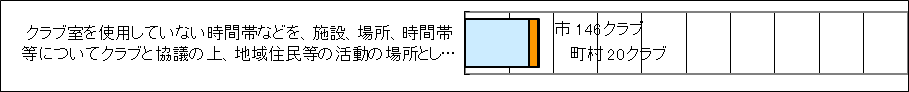 クラブ室を使用していない時間帯などを、施設、場所、時間帯
等についてクラブと協議の上、地域住民等の活動の場所とし…
市 146クラブ
町村 20クラブ